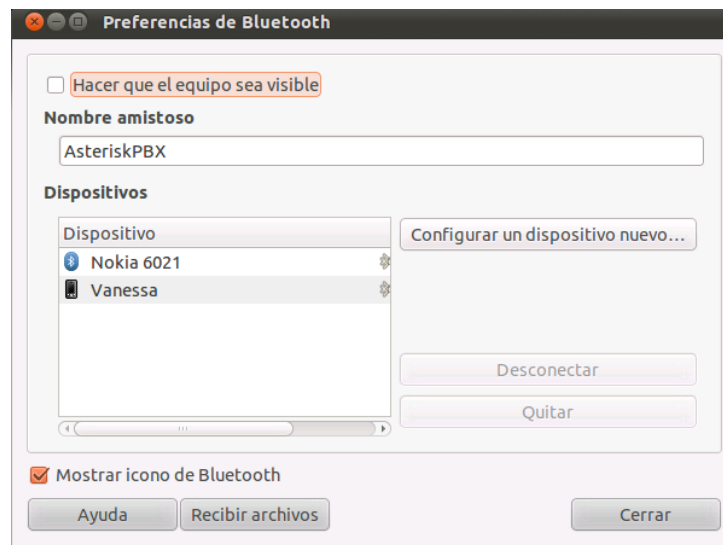 Preferencias de Bluetooth
Hacer que el equipo sea visible
Nombre amistoso
AsteriskPBX
Dispositivos
Dispositivo
Configurar un dispositivo nuevo...
Nokia 6021
Vanessa
Desconectar
Quitar
Mostrar icono de Bluetooth
Ayuda
Recibir archivos
Cerrar